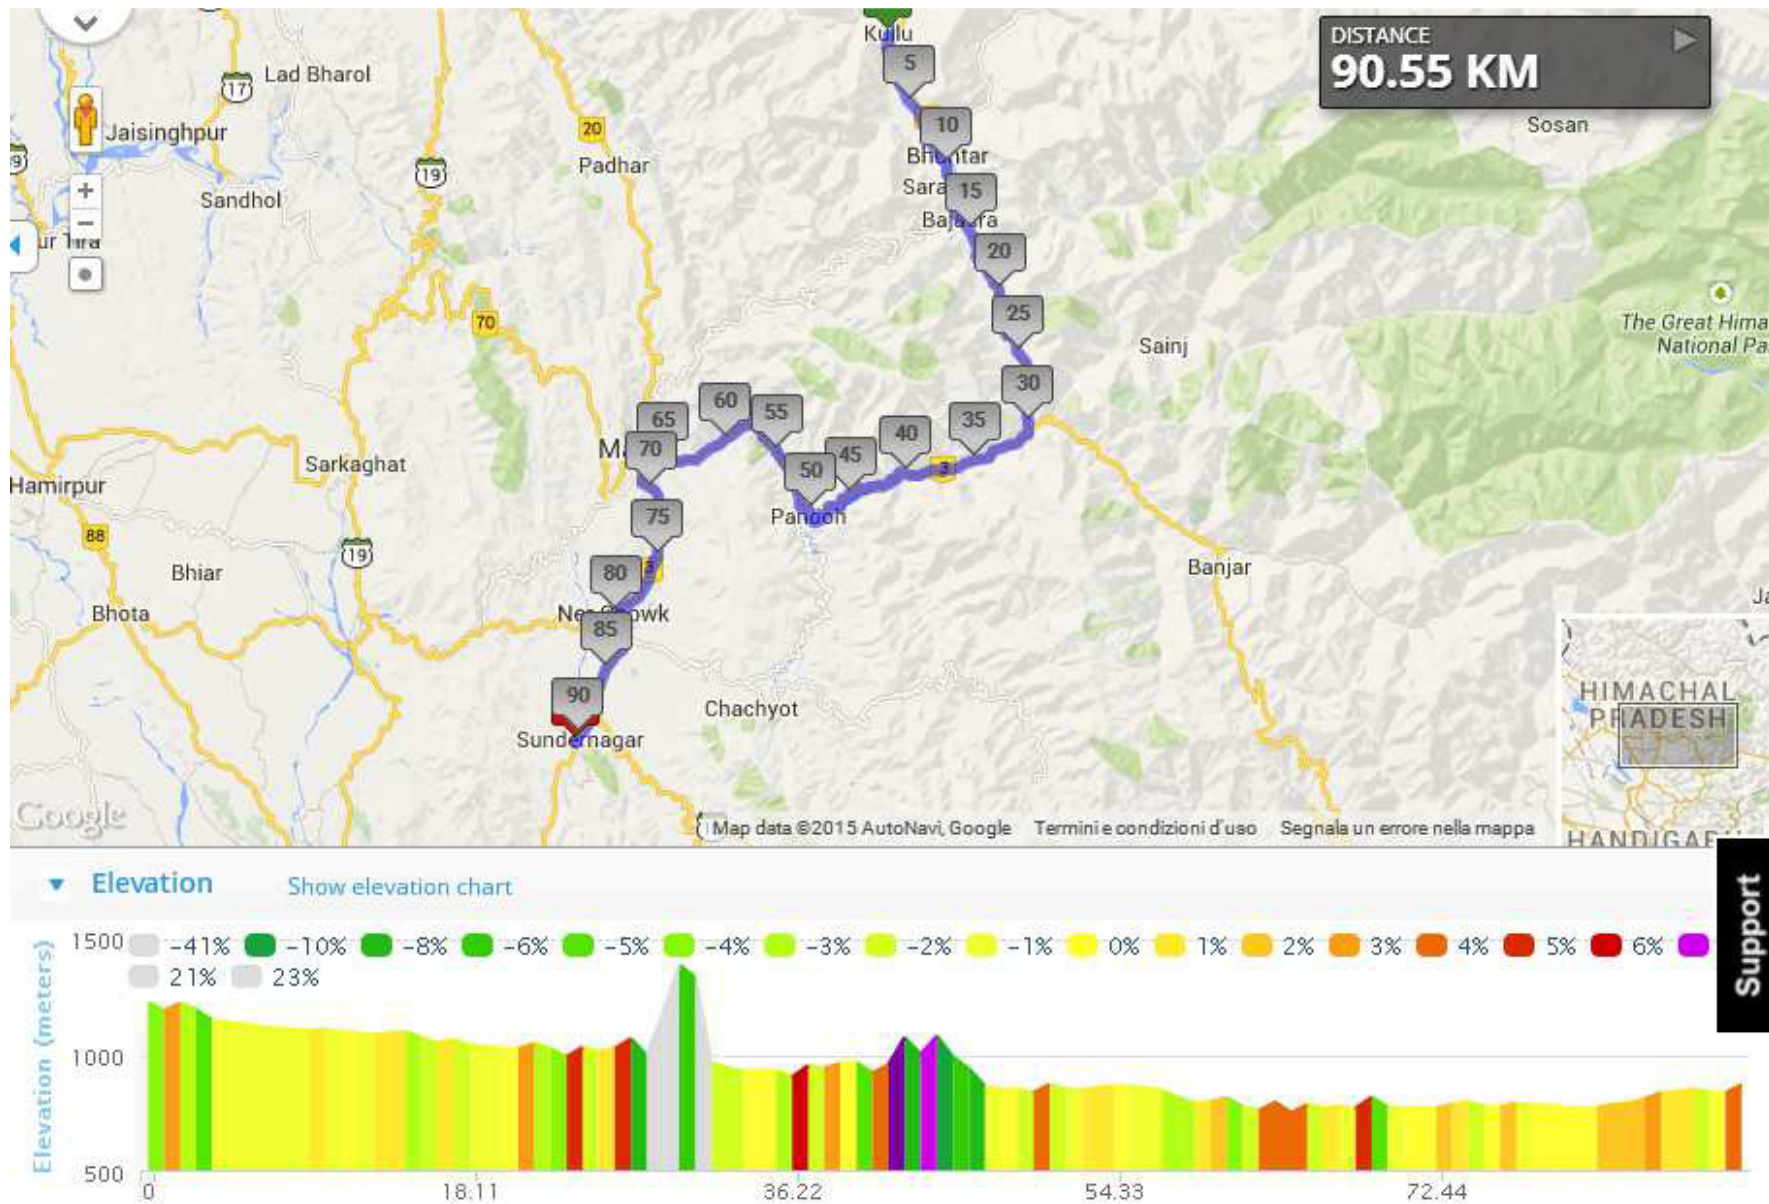 Kullu
DISTANCE
90.55 KM
5
Lad Bharol
17
Jaisinghpur
20
10
Sosan
Padhar
19
15
Sandhol
20
25
70
The Great Hima
National Pa
Sainj
30
60
55
65
35
40
70
45
50
3
Sarkaghat
Hamirpur
75
88
19
Bhiar
80
Banjar
Bhota
85
90
Chachyot
Sundernagar
HIMACHAL
PRADESH
Google
Map data ©2015 AutoNavi, Google Termini e condizioni d'uso Segnala un errore nella mappa
Elevation Show elevation chart
Support
Elevation (meters)
1500 -41% -10% -8% -6% -5% -4% -3% -2% -1% 0% 1% 2% 3% 4% 5% 6%
21% 23%
1000
500
0 18.11 36.22 54.33 72.44